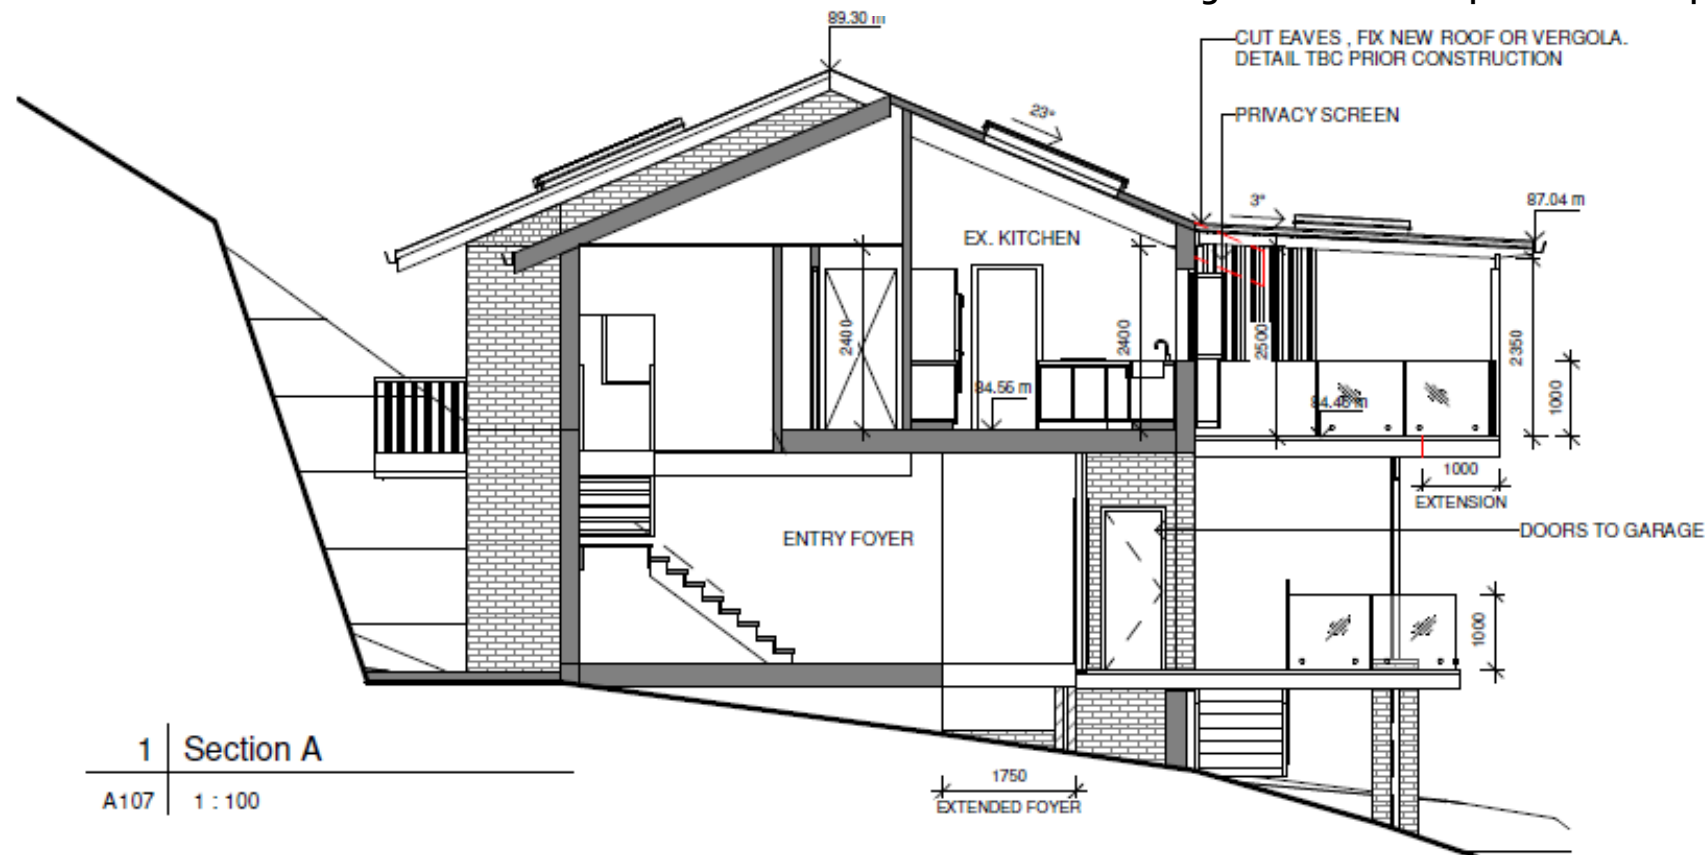 89.30 m
CUT EAVES , FIX NEW ROOF OR VERGOLA.
DETAIL TBC PRIOR CONSTRUCTION
PRIVACY SCREEN
23°
3°
87.04 m
EX. KITCHEN
2400
2400
2500
2350
1000
84.56 m
84.46 m
1000
EXTENSION
DOORS TO GARAGE
ENTRY FOYER
1000
1 Section A
A107 1 : 100
1750
EXTENDED FOYER